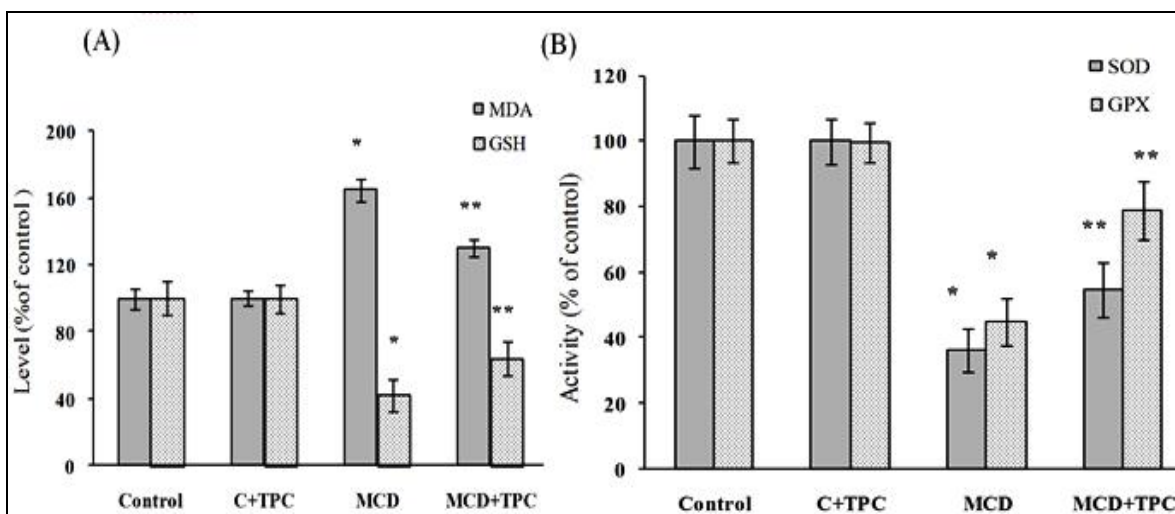 (A)
MDA
GSH
Level (%of control )
200
160
120
80
40
0
*
*
**
**
Control
C+TPC
MCD
MCD+TPC
(B)
SOD
GPX
Activity (% of control)
120
100
80
60
40
20
0
*
*
**
**
Control
C+TPC
MCD
MCD+TPC